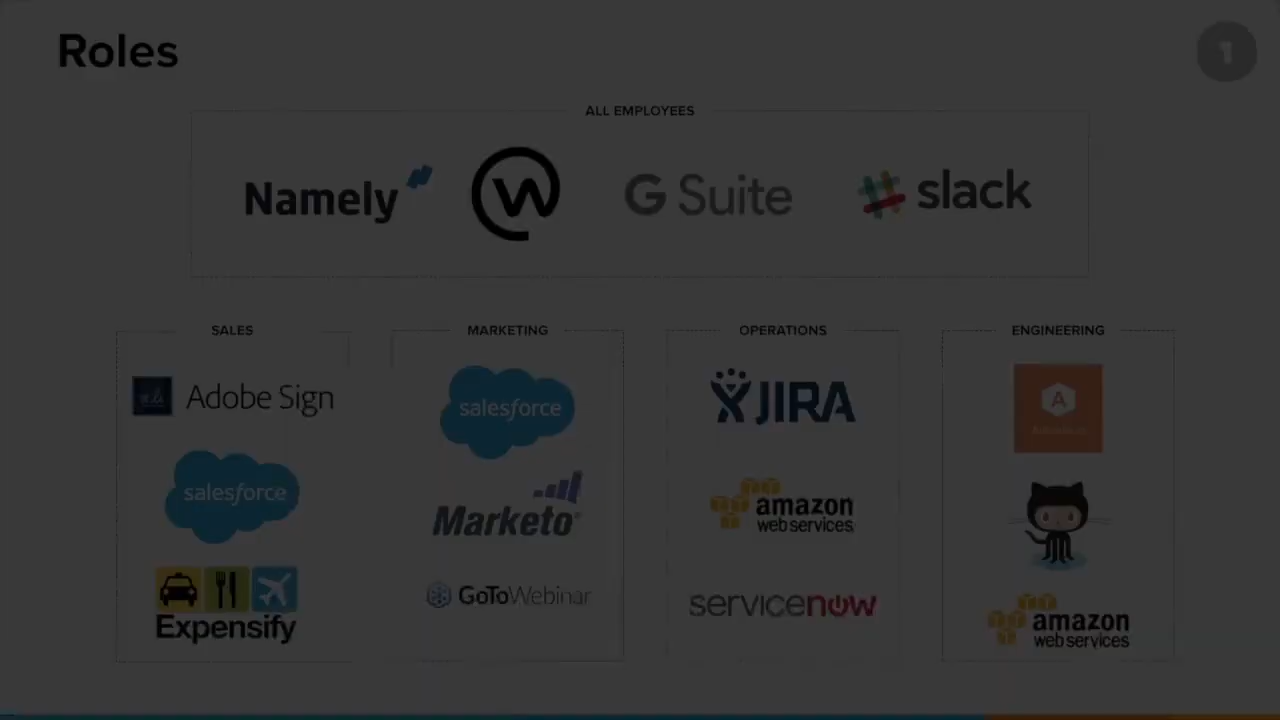 Roles
1
ALL EMPLOYEES
Namely
W
G Suite
slack
SALES
MARKETING
OPERATIONS
ENGINEERING
Adobe Sign
salesforce
Expensify
salesforce
Marketo®
GoToWebinar
JIRA
amazon
web services
servicenow
A
amazon
web services